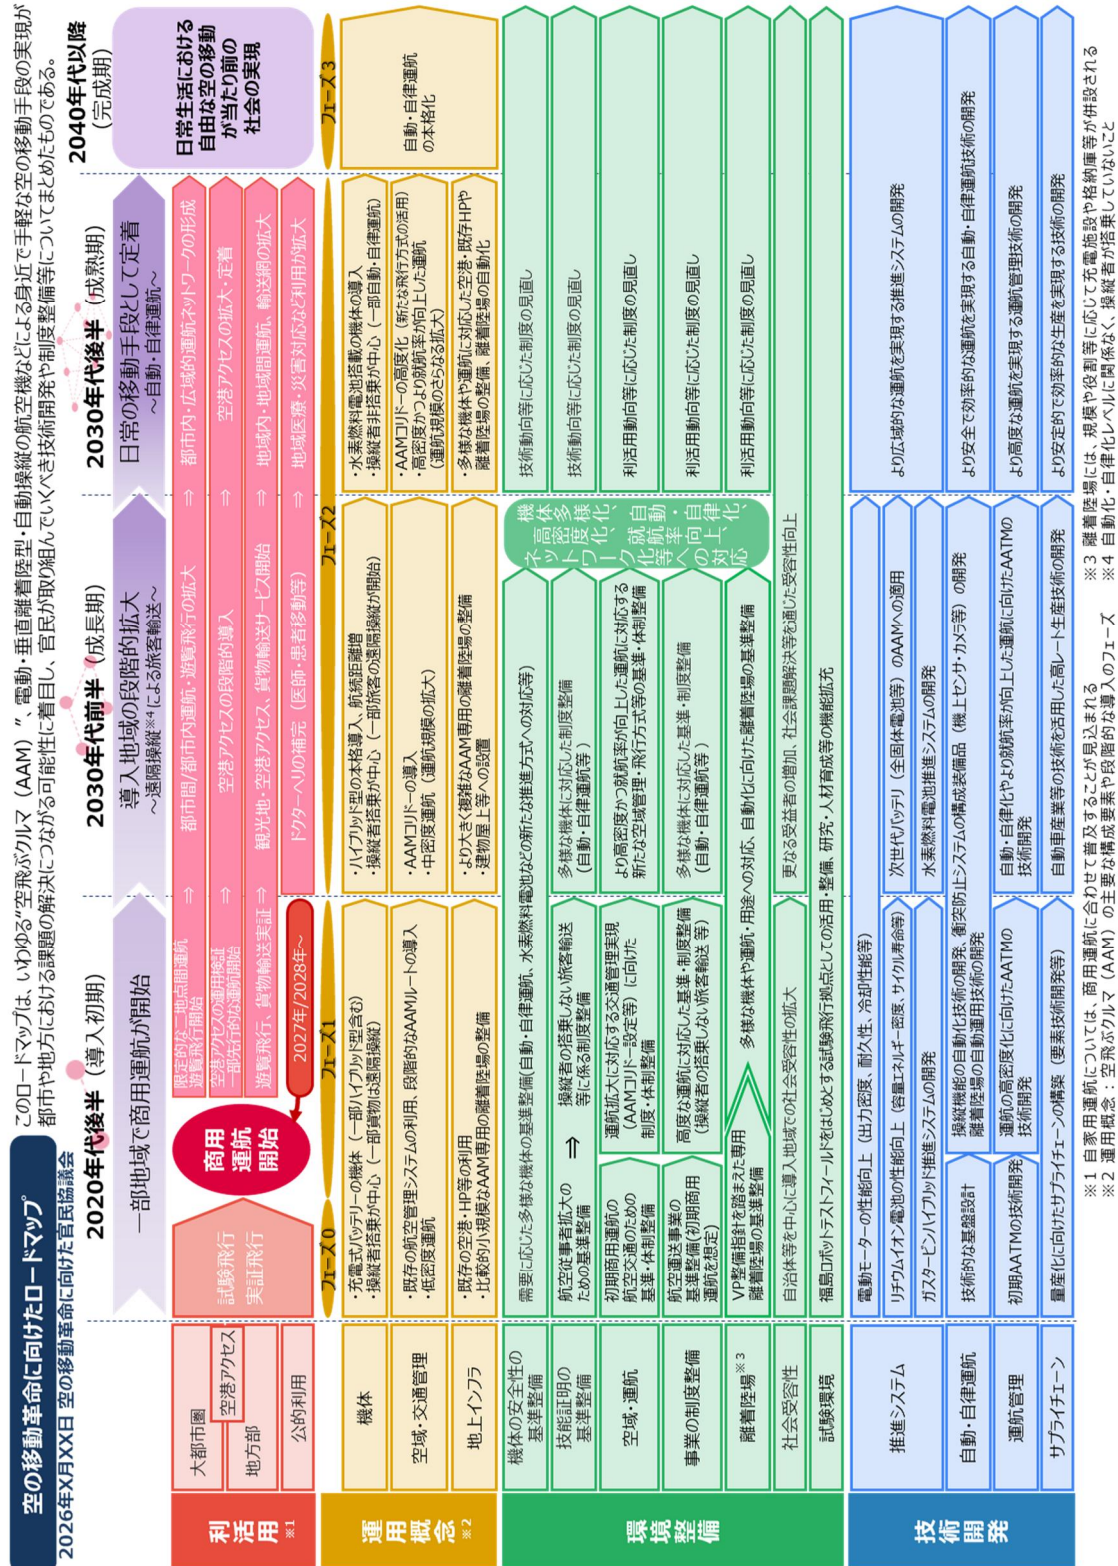 空の移動革命に向けたロードマップ
このロードマップは、いわゆる“空飛ぶクルマ（AAM）”、電動・垂直離着陸型・自動操縦の航空機などによる身近で手軽な空の移動手段の実現が
都市や地方における課題の解決につながる可能性に着目し、官民が取り組んでいくべき技術開発や制度整備等についてまとめたものである。
2026年X月XX日 空の移動革命に向けた官民協議会
2020年代後半（導入初期）
2030年代前半（成長期）
2030年代後半（成熟期）
2040年代以降
（完成期）
一部地域で商用運航が開始
導入地域の段階的拡大
～遠隔操縦※4による旅客輸送～
日常の移動手段として定着
～自動・自律運航～
日常生活における
自由な空の移動
が当たり前の
社会の実現
利活用
※1
大都市圏
空港アクセス
地方部
公的利用
試験飛行
実証飛行
商用
運航
開始
限定的な二地点間運航
遊覧飛行開始
⇒
都市間/都市内運航・遊覧飛行の拡大
⇒
都市内・広域的運航ネットワークの形成
空港アクセスの運用検証
一部先行的な運航開始
⇒
空港アクセスの段階的導入
⇒
空港アクセスの拡大・定着
遊覧飛行、貨物輸送実証
⇒
観光地・空港アクセス、貨物輸送サービス開始
⇒
地域内・地域間運航、輸送網の拡大
2027年/2028年～
ドクターヘリの補完（医師・患者移動等）
⇒
地域医療・災害対応など利用が拡大
フェーズ0
フェーズ1
フェーズ2
フェーズ3
運用概念
※2
機体
・充電式バッテリーの機体（一部ハイブリッド型含む）
・操縦者搭乗が中心（一部貨物は遠隔操縦）
・ハイブリッド型の本格導入、航続距離増
・操縦者搭乗が中心（一部旅客の遠隔操縦が開始）
・水素燃料電池搭載の機体の導入
・操縦者非搭乗が中心（一部自動・自律運航）
自動・自律運航
の本格化
空域・交通管理
・既存の航空管理システムの利用、段階的なAAMルートの導入
・低密度運航
・AAMコリドーの導入
・中密度運航（運航規模の拡大）
・AAMコリドーの高度化（新たな飛行方式の活用）
・高密度かつより就航率が向上した運航
（運航規模のさらなる拡大）
地上インフラ
・既存の空港・HP等の利用
・比較的小規模なAAM専用の離着陸場の整備
・より大きく複雑なAAM専用の離着陸場の整備
・建物屋上等への設置
・多様な機体や運航に対応した空港・既存HPや
離着陸場の整備、離着陸場の自動化
環境整備
機体の安全性の
基準整備
需要に応じた多様な機体の基準整備(自動・自律運航、水素燃料電池などの新たな推進方式への対応等)
技術動向等に応じた制度の見直し
技能証明の
基準整備
航空従事者拡大の
ための基準整備
⇒
操縦者の搭乗しない旅客輸送
等に係る制度整備
多様な機体に対応した制度整備
(自動・自律運航等)
技術動向等に応じた制度の見直し
空域・運航
初期商用運航の
航空交通のための
基準・体制整備
運航拡大に対応する交通管理実現
（AAMコリドー設定等）に向けた
制度・体制整備
より高密度かつ就航率が向上した運航に対応する
新たな空域管理・飛行方式等の基準・体制整備
利活用動向等に応じた制度の見直し
事業の制度整備
航空運送事業の
基準整備(初期商用
運航を想定)
高度な運航に対応した基準・制度整備
（操縦者の搭乗しない旅客輸送 等）
多様な機体に対応した基準・制度整備
(自動・自律運航等)
利活用動向等に応じた制度の見直し
離着陸場※3
VP整備指針を踏まえた専用
離着陸場の基準整備
多様な機体や運航・用途への対応、自動化に向けた離着陸場の基準整備
利活用動向等に応じた制度の見直し
機体多様化、自動・自律化、
高密度化、就航率向上、
ネットワーク化等への対応
社会受容性
自治体等を中心に導入地域での社会受容性の拡大
更なる受益者の増加、社会課題解決等を通じた受容性向上
試験環境
福島ロボットテストフィールドをはじめとする試験飛行拠点としての活用・整備、研究・人材育成等の機能拡充
技術開発
推進システム
電動モーターの性能向上（出力密度、耐久性、冷却性能等）
リチウムイオン電池の性能向上（容量エネルギー密度、サイクル寿命等）
次世代バッテリ（全固体電池等）のAAMへの適用
ガスタービンハイブリッド推進システムの開発
水素燃料電池推進システムの開発
より広域的な運航を実現する推進システムの開発
自動・自律運航
技術的な基盤設計
操縦機能の自動化技術の開発、衝突防止システムの構成装備品（機上センサ・カメラ等）の開発
離着陸場の自動運用技術の開発
より安全で効率的な運航を実現する自動・自律運航技術の開発
運航管理
初期AATMの技術開発
運航の高密度化に向けたAATMの
技術開発
自動・自律化やより就航率が向上した運航に向けたAATMの
技術開発
より高度な運航を実現する運航管理技術の開発
サプライチェーン
量産化に向けたサプライチェーンの構築（要素技術開発等）
自動車産業等の技術を活用した高レート生産技術の開発
より安定的で効率的な生産を実現する技術の開発
※1 自家用運航については、商用運航に合わせて普及することが見込まれる
※2 運用概念：空飛ぶクルマ（AAM）の主要な構成要素や段階的な導入のフェーズ
※3 離着陸場には、規模や役割等に応じて充電施設や格納庫等が併設される
※4 自動化・自律化レベルに関係なく、操縦者が搭乗していないこと